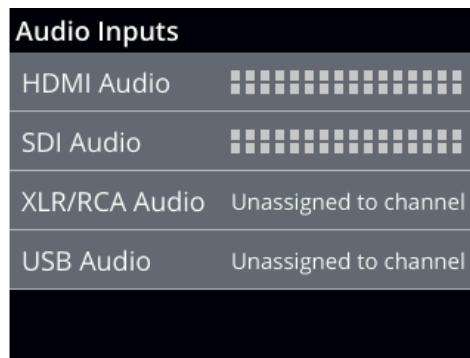 Audio Inputs
HDMI Audio
SDI Audio
XLR/RCA Audio Unassigned to channel
USB Audio Unassigned to channel